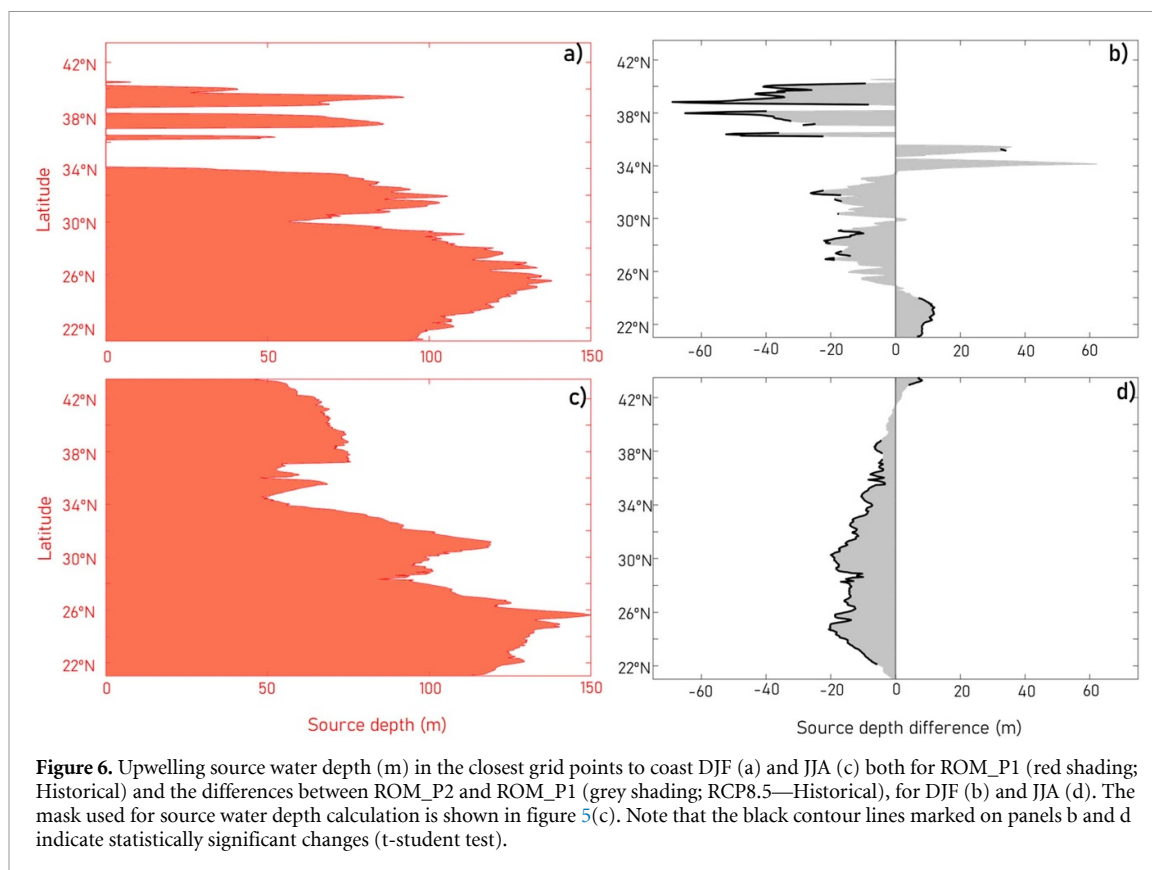 a)
42°N
38°N
34°N
30°N
26°N
22°N
Latitude
0 50 100 150
b)
42°N
38°N
34°N
30°N
26°N
22°N
-60 -40 -20 0 20 40 60
c)
42°N
38°N
34°N
30°N
26°N
22°N
Latitude
0 50 100 150
Source depth (m)
d)
42°N
38°N
34°N
30°N
26°N
22°N
-60 -40 -20 0 20 40 60
Source depth difference (m)
Figure 6. Upwelling source water depth (m) in the closest grid points to coast DJF (a) and JJA (c) both for ROM_P1 (red shading;
Historical) and the differences between ROM_P2 and ROM_P1 (grey shading; RCP8.5—Historical), for DJF (b) and JJA (d). The
mask used for source water depth calculation is shown in figure 5(c). Note that the black contour lines marked on panels b and d
indicate statistically significant changes (t-student test).